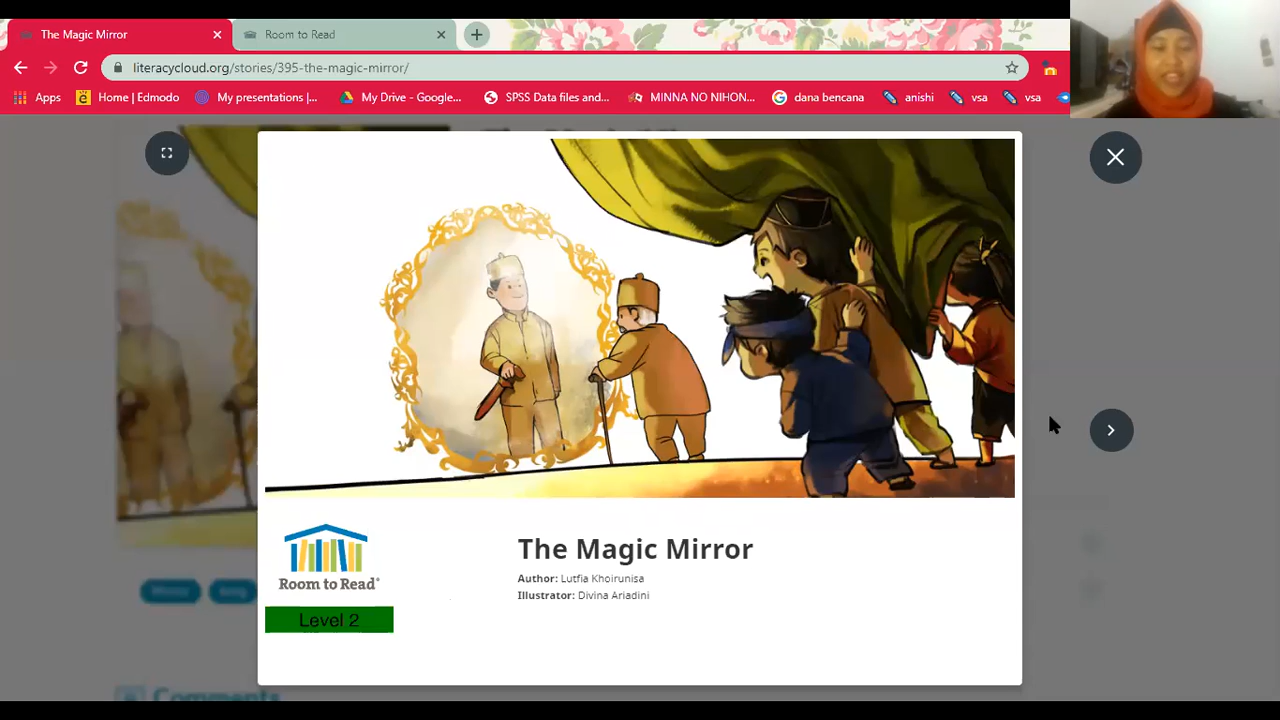 The Magic Mirror
Room to Read
literacycloud.org/stories/395-the-magic-mirror/
Apps
Home | Edmodo
My presentations |...
My Drive - Google...
SPSS Data files and...
MINNA NO NIHON...
dana bencana
anishi
vsa
vsa
Room to Read®
Level 2
The Magic Mirror
Author: Lutfia Khoirunisa
Illustrator: Divina Ariadini
Comments